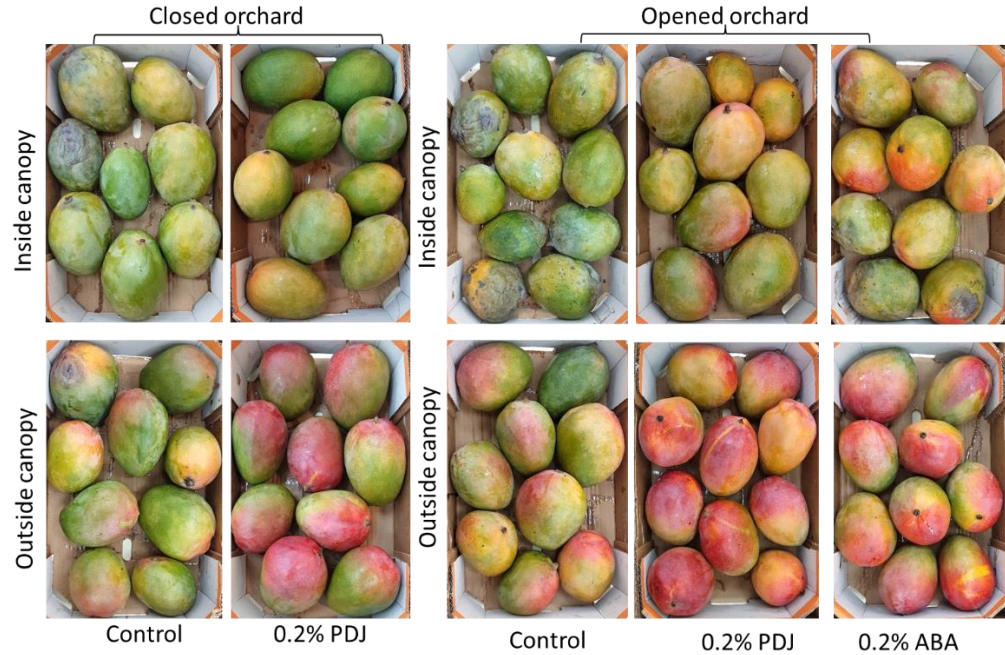 Closed orchard
Opened orchard
Inside canopy
Inside canopy
Outside canopy
Outside canopy
Control
0.2% PDJ
Control
0.2% PDJ
0.2% ABA